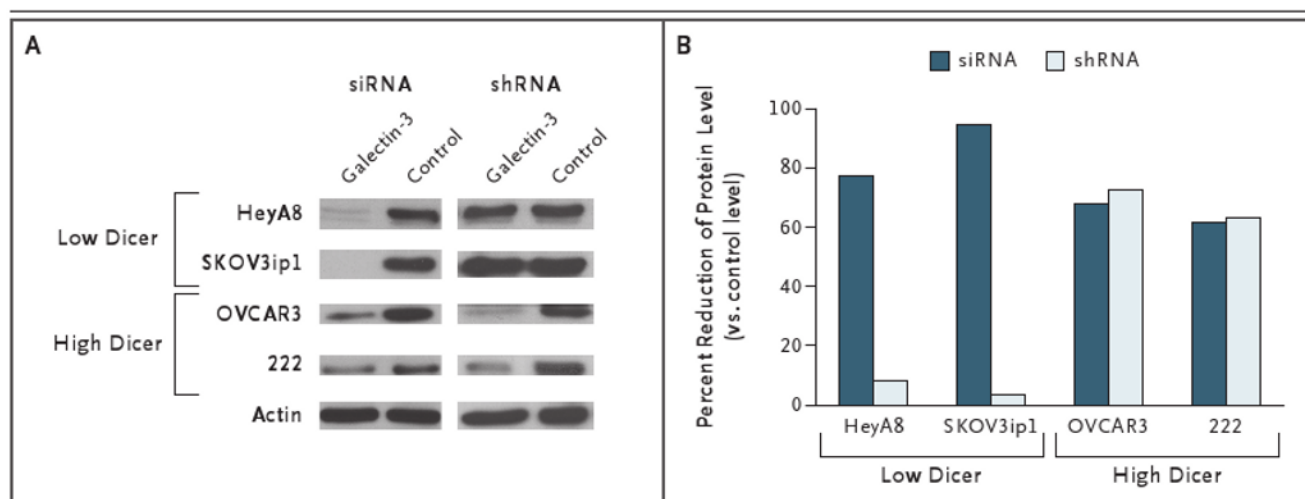 A
siRNA shRNA
Galectin-3 Control Galectin-3 Control
Low Dicer
HeyA8
SKOV3ip1
High Dicer
OVCAR3
222
Actin
B
siRNA shRNA
Percent Reduction of Protein Level
(vs. control level)
100
80
60
40
20
0
HeyA8 SKOV3ip1 OVCAR3 222
Low Dicer High Dicer